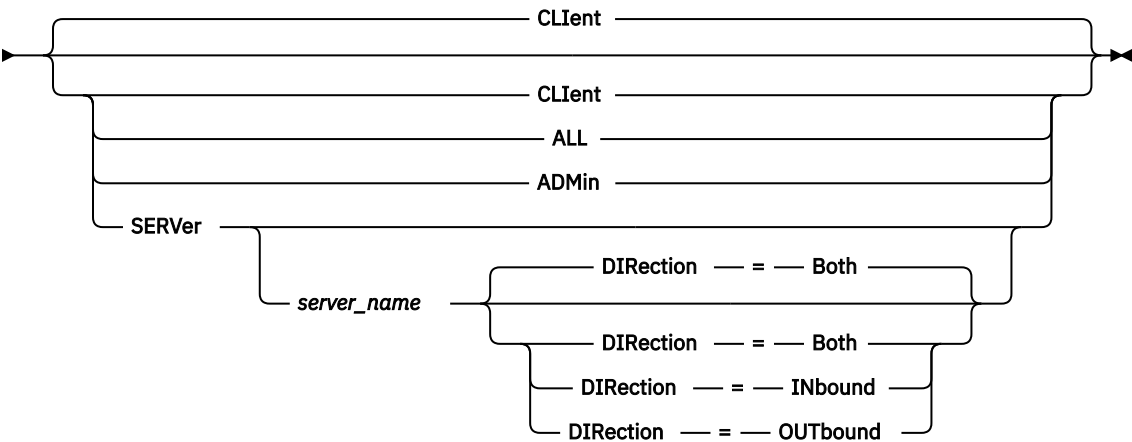 CLIent
CLIent
ALL
ADMin
SERVer
DIRection = Both
server_name
DIRection = Both
DIRection = INbound
DIRection = OUTbound